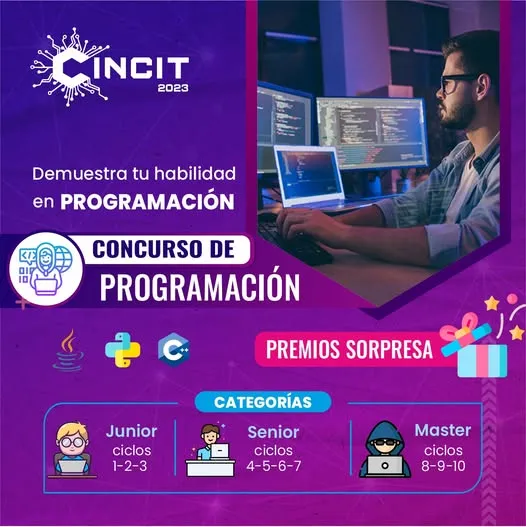 CINCIT
2023
Demuestra tu habilidad
en PROGRAMACIÓN
CONCURSO DE
PROGRAMACIÓN
PREMIOS SORPRESA
CATEGORÍAS
Junior
ciclos
1-2-3
Senior
ciclos
4-5-6-7
Master
ciclos
8-9-10